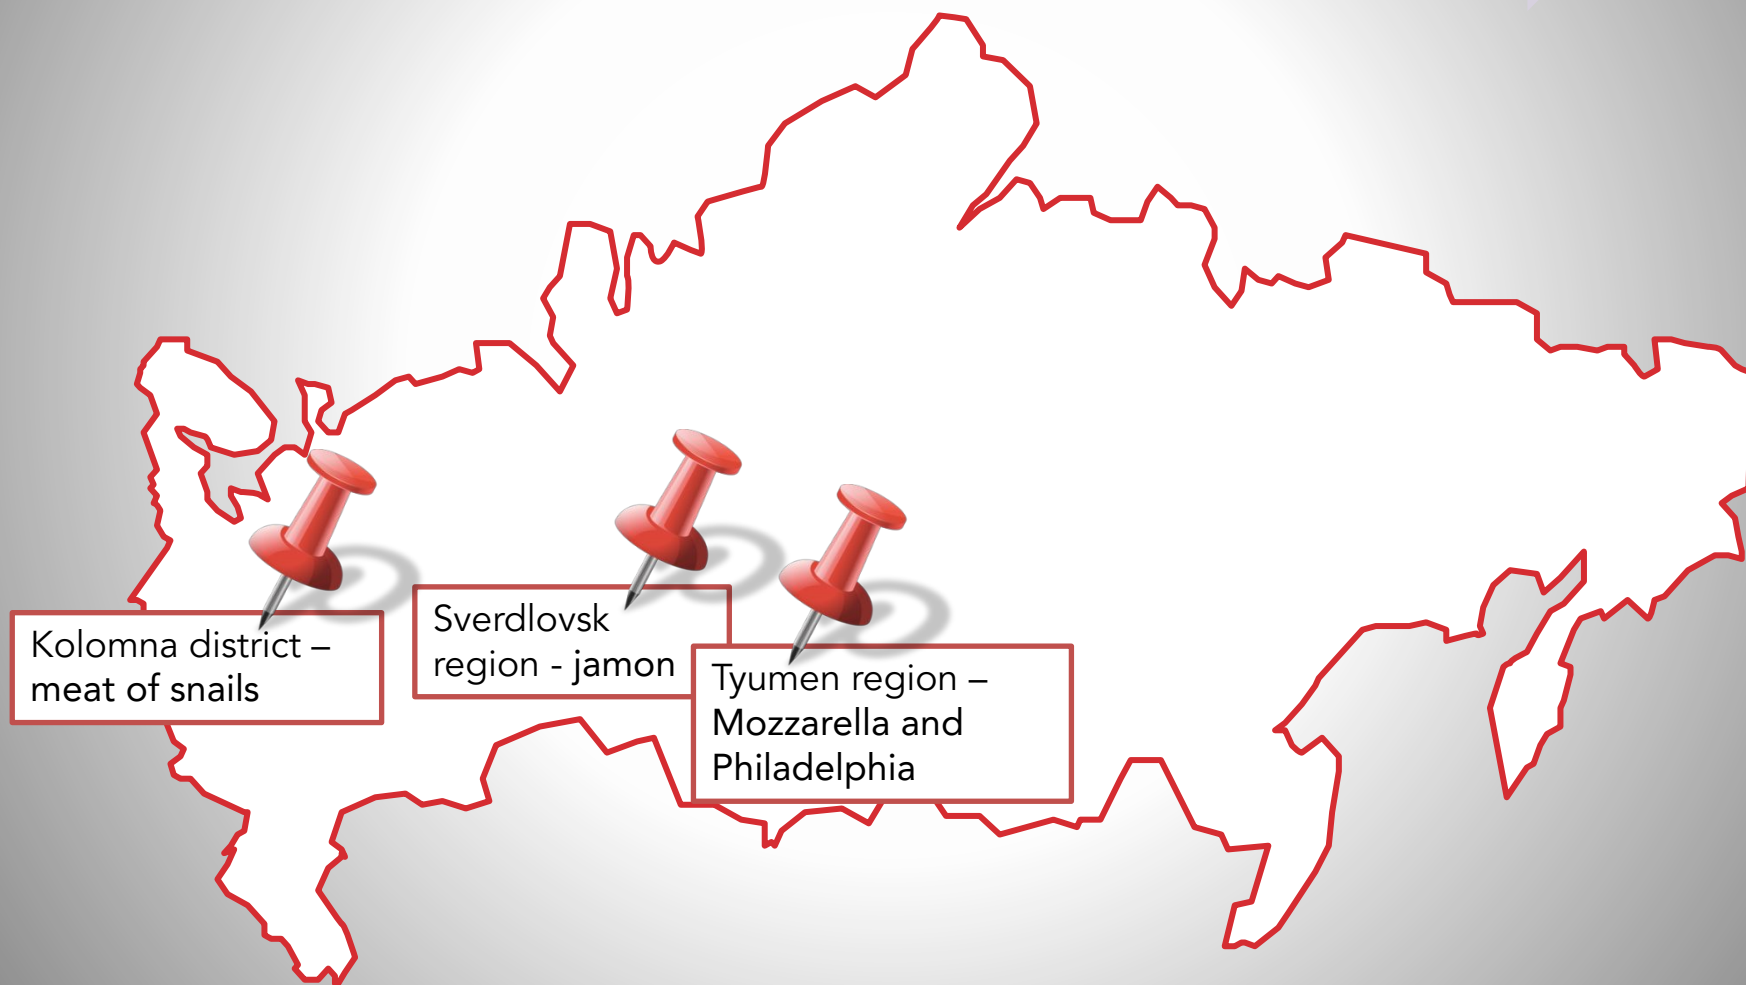 Kolomna district –
meat of snails
Sverdlovsk
region - jamon
Tyumen region –
Mozzarella and
Philadelphia